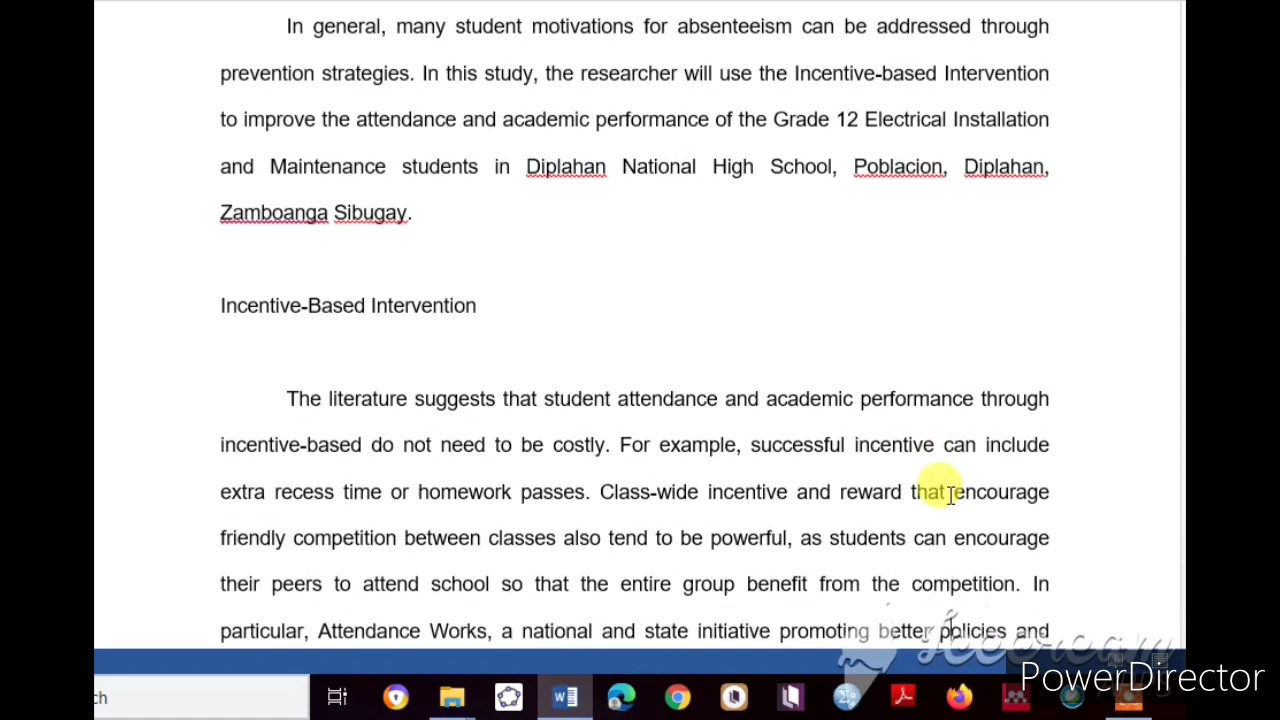 In general, many student motivations for absenteeism can be addressed through
prevention strategies. In this study, the researcher will use the Incentive-based Intervention
to improve the attendance and academic performance of the Grade 12 Electrical Installation
and Maintenance students in Diplahan National High School, Poblacion, Diplahan,
Zamboanga Sibugay.
Incentive-Based Intervention
The literature suggests that student attendance and academic performance through
incentive-based do not need to be costly. For example, successful incentive can include
extra recess time or homework passes. Class-wide incentive and reward that encourage
friendly competition between classes also tend to be powerful, as students can encourage
their peers to attend school so that the entire group benefit from the competition. In
particular, Attendance Works, a national and state initiative promoting better policies and
PowerDirector
ch